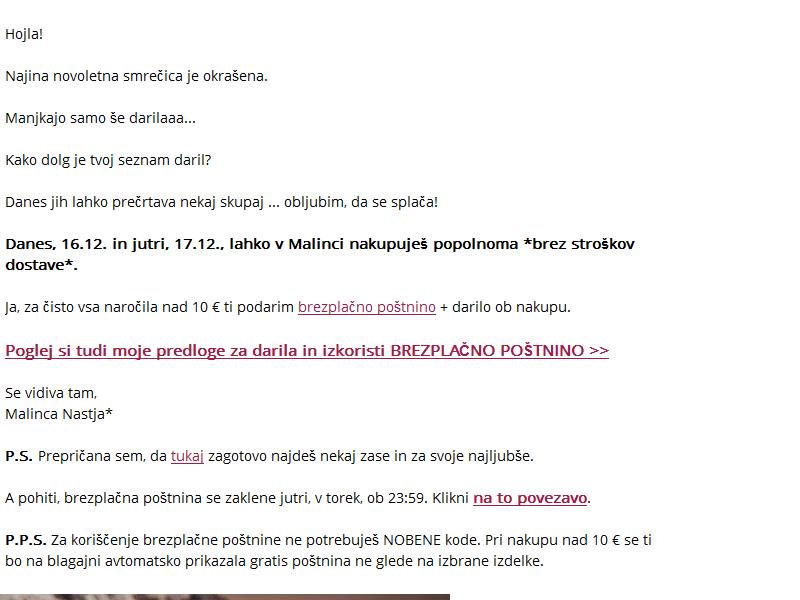 Hojla!
Najina novoletna smrečica je okrašena.
Manjkajo samo še darilaaa...
Kako dolg je tvoj seznam daril?
Danes jih lahko prečrtava nekaj skupaj ... obljubim, da se splača!
Danes, 16.12. in jutri, 17.12., lahko v Malinci nakupuješ popolnoma *brez stroškov
dostave*.
Ja, za čisto vsa naročila nad 10 € ti podarim brezplačno poštnino + darilo ob nakupu.
Poglej si tudi moje predloge za darila in izkoristi BREZPLAČNO POŠTNINO >>
Se vidiva tam,
Malinca Nastja*
P.S. Prepričana sem, da tukaj zagotovo najdeš nekaj zase in za svoje najljubše.
A pohiti, brezplačna poštnina se zaklene jutri, v torek, ob 23:59. Klikni na to povezavo.
P.P.S. Za koriščenje brezplačne poštnine ne potrebuješ NOBENE kode. Pri nakupu nad 10 € se ti
bo na blagajni avtomatsko prikazala gratis poštnina ne glede na izbrane izdelke.